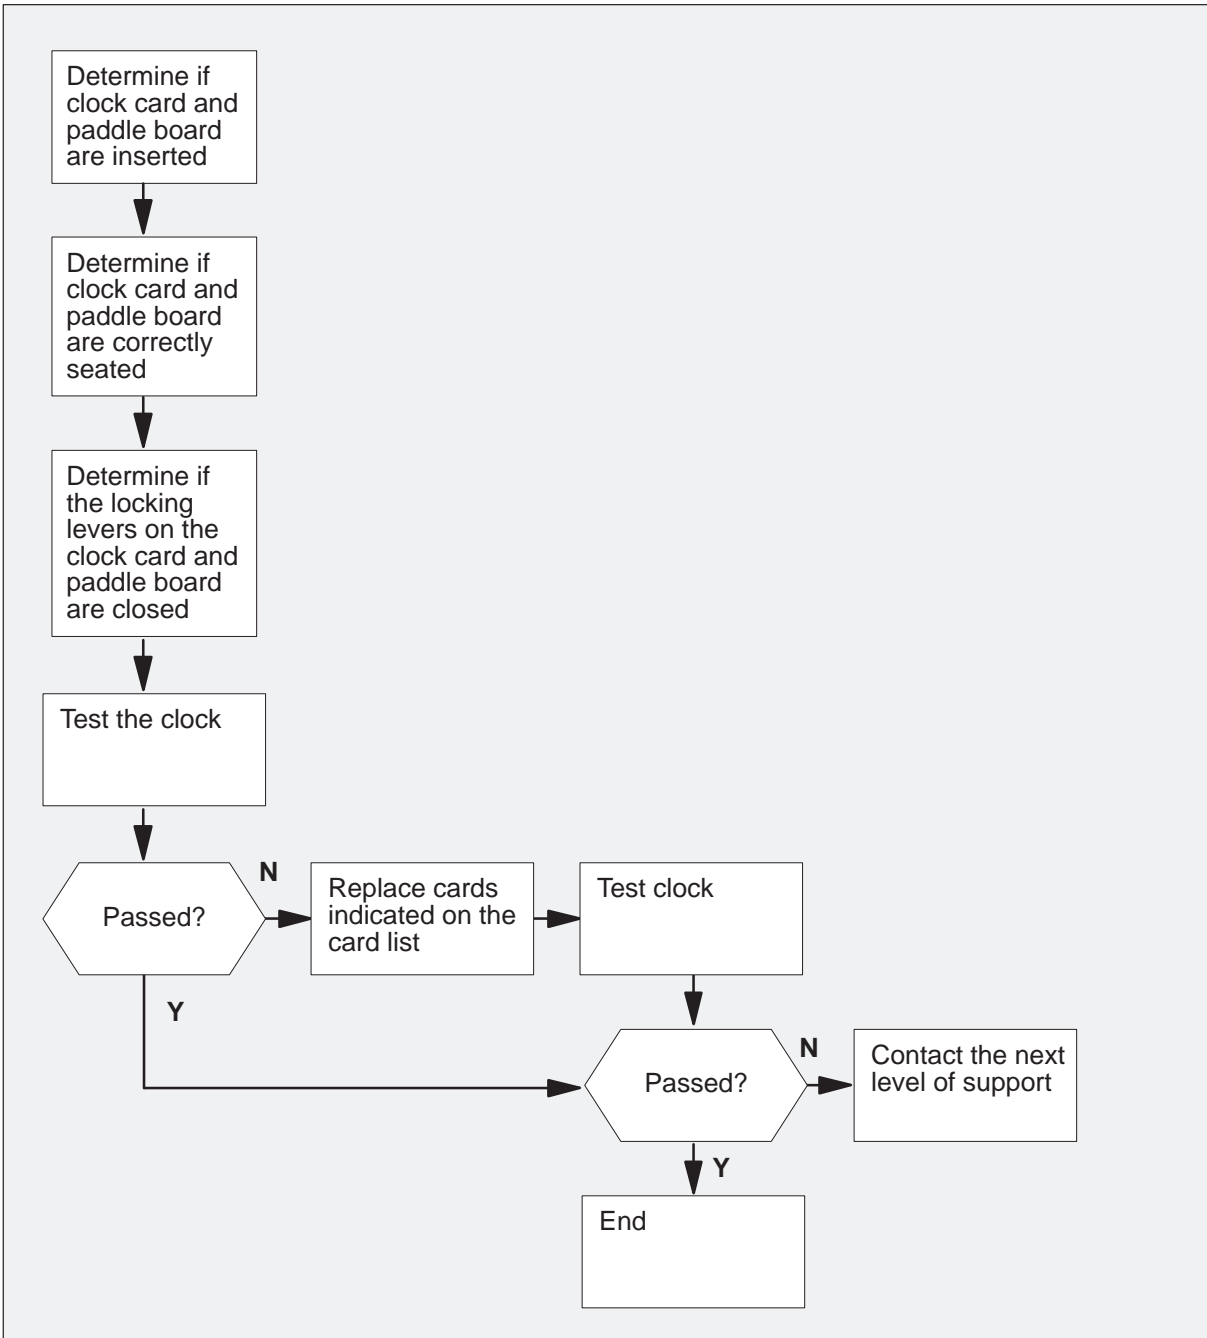 Determine if
clock card and
paddle board
are inserted
Determine if
clock card and
paddle board
are correctly
seated
Determine if
the locking
levers on the
clock card and
paddle board
are closed
Test the clock
Passed?
N
Y
Replace cards
indicated on the
card list
Test clock
Passed?
N
Y
Contact the next
level of support
End